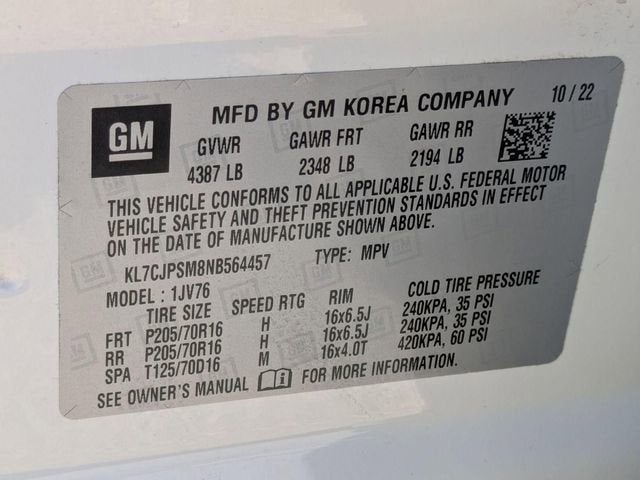 GM MFD BY GM KOREA COMPANY 10 / 22
GVWR GAWR FRT GAWR RR
4387 LB 2348 LB 2194 LB
THIS VEHICLE CONFORMS TO ALL APPLICABLE U.S. FEDERAL MOTOR
VEHICLE SAFETY AND THEFT PREVENTION STANDARDS IN EFFECT
ON THE DATE OF MANUFACTURE SHOWN ABOVE.
KL7CJPSM8NB564457 TYPE: MPV
MODEL : 1JV76
TIRE SIZE SPEED RTG RIM COLD TIRE PRESSURE
FRT P205/70R16 H 16x6.5J 240KPA, 35 PSI
RR P205/70R16 H 16x6.5J 240KPA, 35 PSI
SPA T125/70D16 M 16x4.0T 420KPA, 60 PSI
SEE OWNER'S MANUAL FOR MORE INFORMATION.